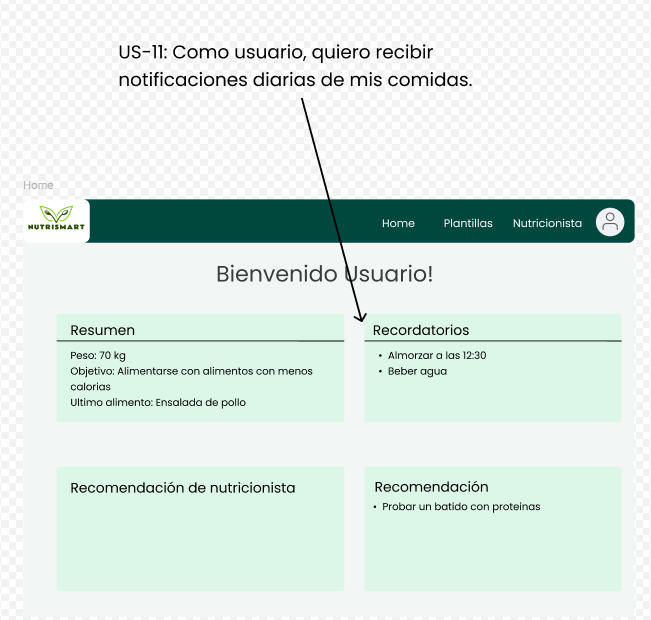 US-11: Como usuario, quiero recibir
notificaciones diarias de mis comidas.
Home
NUTRISMART
Home Plantillas Nutricionista
Bienvenido Usuario!
Resumen
Peso: 70 kg
Objetivo: Alimentarse con alimentos con menos
calorias
Ultimo alimento: Ensalada de pollo
Recordatorios
• Almorzar a las 12:30
• Beber agua
Recomendación de nutricionista
Recomendación
• Probar un batido con proteinas